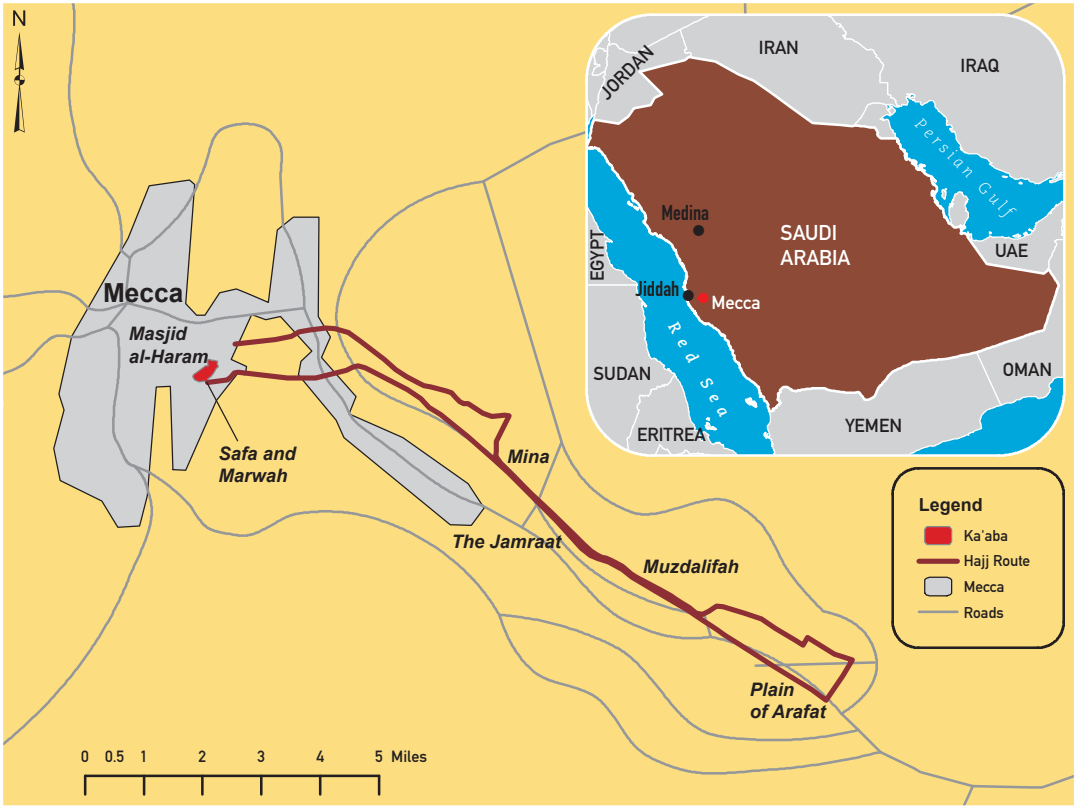 N
Mecca
Masjid
al-Haram
Safa and
Marwah
Mina
The Jamraat
Muzdalifah
Plain
of Arafat
0 0.5 1 2 3 4 5 Miles
JORDAN
IRAN
IRAQ
Persian Gulf
Medina
SAUDI
ARABIA
UAE
EGYPT
Jiddah
Mecca
Red Sea
SUDAN
OMAN
ERITREA
YEMEN
Legend
Ka'aba
Hajj Route
Mecca
Roads